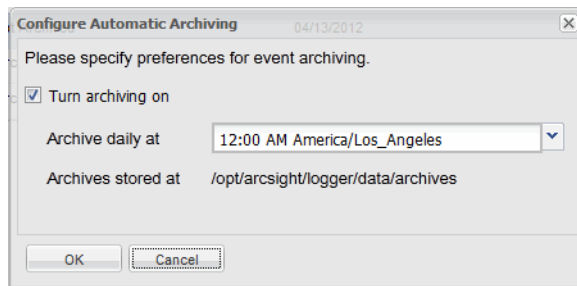 Configure Automatic Archiving
04/13/2012
Please specify preferences for event archiving.
Turn archiving on
Archive daily at 12:00 AM America/Los_Angeles
Archives stored at /opt/arcsight/logger/data/archives
OK Cancel